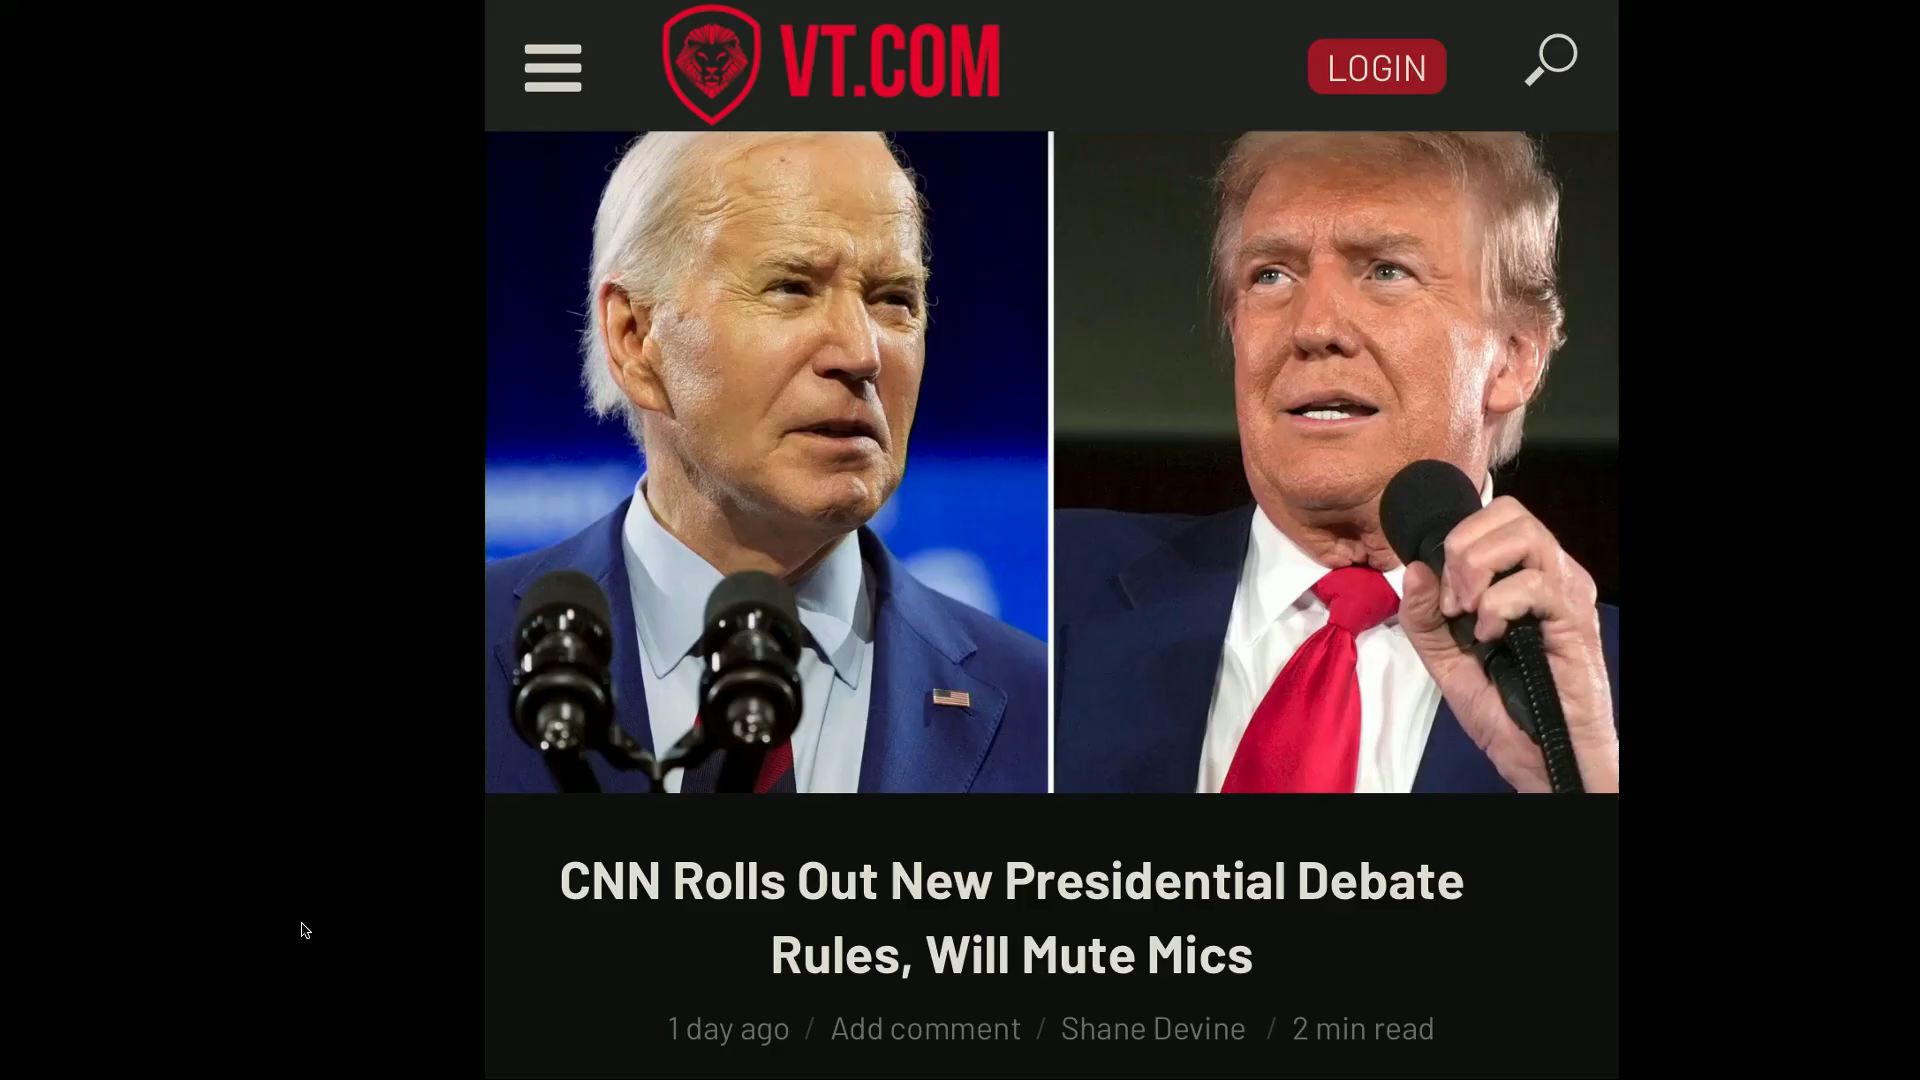 VT.COM
LOGIN
CNN Rolls Out New Presidential Debate
Rules, Will Mute Mics
1 day ago / Add comment / Shane Devine / 2 min read